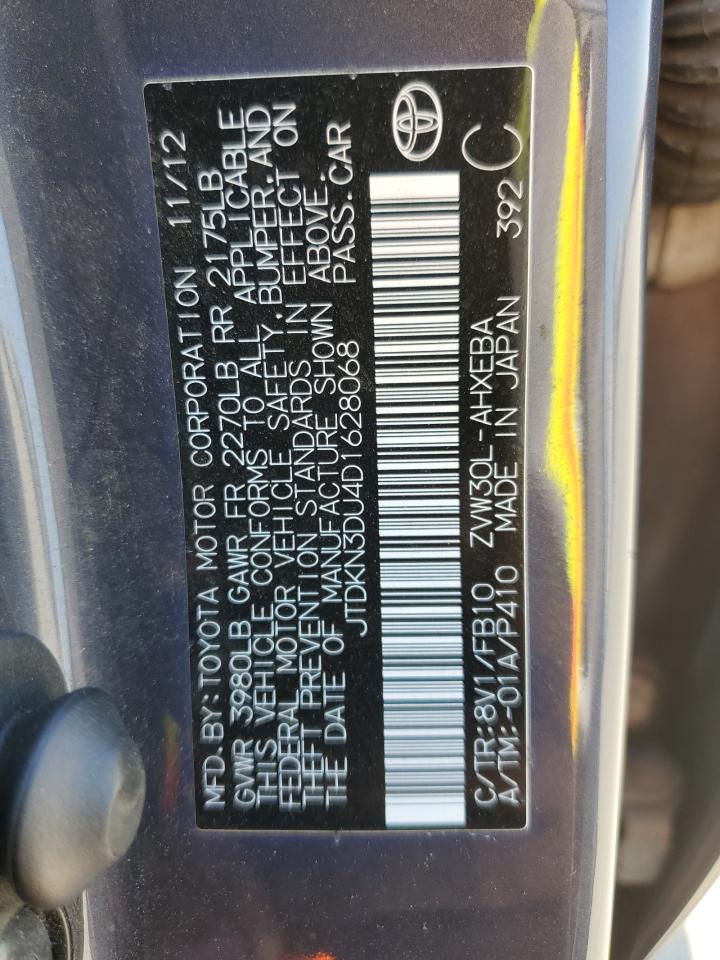 MFD.BY:TOYOTA MOTOR CORPORATION 11/12
GVWR 3980LB GAWR FR 2270LB RR 2175LB
THIS VEHICLE CONFORMS TO ALL APPLICABLE
FEDERAL MOTOR VEHICLE SAFETY,BUMPER,AND
THEFT PREVENTION STANDARDS IN EFFECT ON
THE DATE OF MANUFACTURE SHOWN ABOVE.
JTDKN3DU4D1628068 PASS.CAR
C/TR:8V1/FB10 ZVW30L-AHXEBA
A/TM:-01A/P410 MADE IN JAPAN 392 C